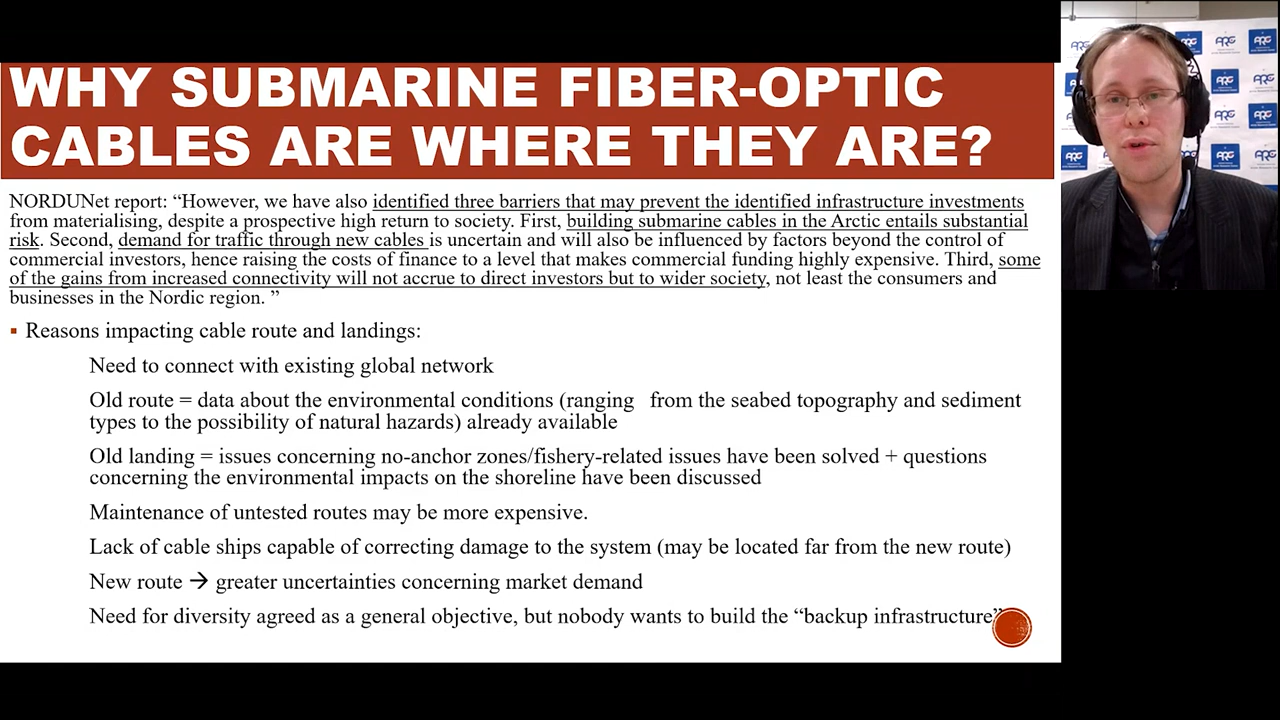 WHY SUBMARINE FIBER-OPTIC
CABLES ARE WHERE THEY ARE?
NORDUNet report: “However, we have also identified three barriers that may prevent the identified infrastructure investments
from materialising, despite a prospective high return to society. First, building submarine cables in the Arctic entails substantial
risk. Second, demand for traffic through new cables is uncertain and will also be influenced by factors beyond the control of
commercial investors, hence raising the costs of finance to a level that makes commercial funding highly expensive. Third, some
of the gains from increased connectivity will not accrue to direct investors but to wider society, not least the consumers and
businesses in the Nordic region. ”
▪ Reasons impacting cable route and landings:
Need to connect with existing global network
Old route = data about the environmental conditions (ranging from the seabed topography and sediment
types to the possibility of natural hazards) already available
Old landing = issues concerning no-anchor zones/fishery-related issues have been solved + questions
concerning the environmental impacts on the shoreline have been discussed
Maintenance of untested routes may be more expensive.
Lack of cable ships capable of correcting damage to the system (may be located far from the new route)
New route → greater uncertainties concerning market demand
Need for diversity agreed as a general objective, but nobody wants to build the “backup infrastructure”
ARC